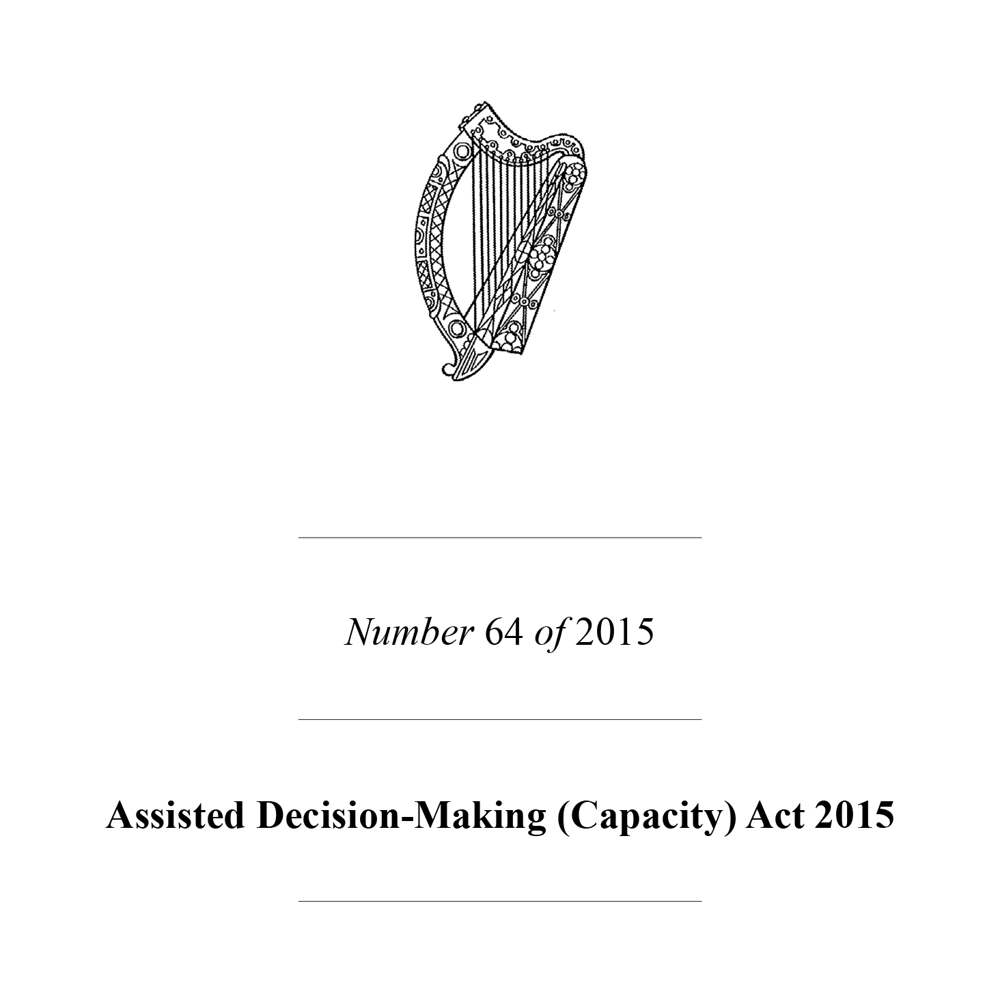 Number 64 of 2015
Assisted Decision-Making (Capacity) Act 2015